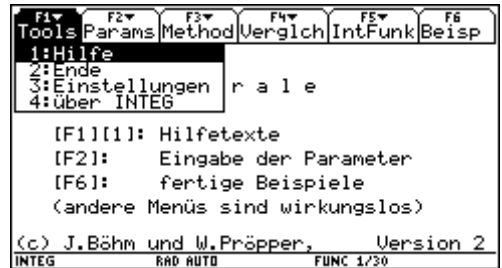 F1▾ F2▾ F3▾ F4▾ F5▾ F6
Tools Params Method Verglch IntFunk Beisp
1:Hilfe
2:Ende
3:Einstellungen r a l e
4:über INTEG
[F1][1]: Hilfetexte
[F2]: Eingabe der Parameter
[F6]: fertige Beispiele
(andere Menüs sind wirkungslos)
(c) J.Böhm und W.Pröpper, Version 2
INTEG RAD AUTO FUNC 1/30